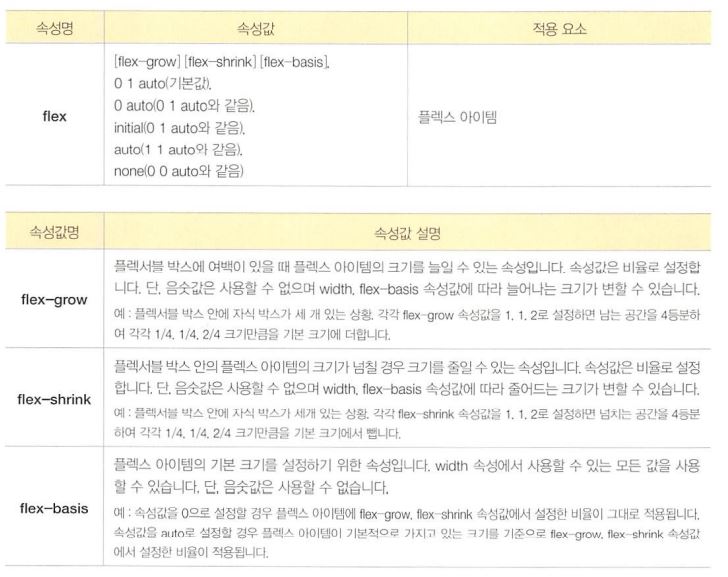 속성명 속성값 적용 요소
[flex-grow] [flex-shrink] [flex-basis],
0 1 auto(기본값),
0 auto(0 1 auto와 같음),
flex
initial(0 1 auto와 같음),
플렉스 아이템
auto(1 1 auto와 같음),
none(0 0 auto와 같음)
속성값명 속성값 설명
플렉서블 박스에 여백이 있을 때 플렉스 아이템의 크기를 늘일 수 있는 속성입니다. 속성값은 비율로 설정합
니다. 단, 음숫값은 사용할 수 없으며 width, flex-basis 속성값에 따라 늘어나는 크기가 변할 수 있습니다.
flex-grow
예 : 플렉서블 박스 안에 자식 박스가 세 개 있는 상황, 각각 flex-grow 속성값을 1, 1, 2로 설정하면 남는 공간을 4등분하
여 각각 1/4, 1/4, 2/4 크기만큼을 기본 크기에 더합니다.
플렉서블 박스 안의 플렉스 아이템의 크기가 넘칠 경우 크기를 줄일 수 있는 속성입니다. 속성값은 비율로 설정
합니다. 단, 음숫값은 사용할 수 없으며 width, flex-basis 속성값에 따라 줄어드는 크기가 변할 수 있습니다.
flex-shrink
예 : 플렉서블 박스 안에 자식 박스가 세개 있는 상황, 각각 flex-shrink 속성값을 1, 1, 2로 설정하면 넘치는 공간을 4등분
하여 각각 1/4, 1/4, 2/4 크기만큼을 기본 크기에서 뺍니다.
플렉스 아이템의 기본 크기를 설정하기 위한 속성입니다. width 속성에서 사용할 수 있는 모든 값을 사용
할 수 있습니다. 단, 음숫값은 사용할 수 없습니다.
flex-basis
예 : 속성값을 0으로 설정할 경우 플렉스 아이템에 flex-grow, flex-shrink 속성값에서 설정한 비율이 그대로 적용됩니다.
속성값을 auto로 설정할 경우 플렉스 아이템이 기본적으로 가지고 있는 크기를 기준으로 flex-grow, flex-shrink 속성값
에서 설정한 비율이 적용됩니다.